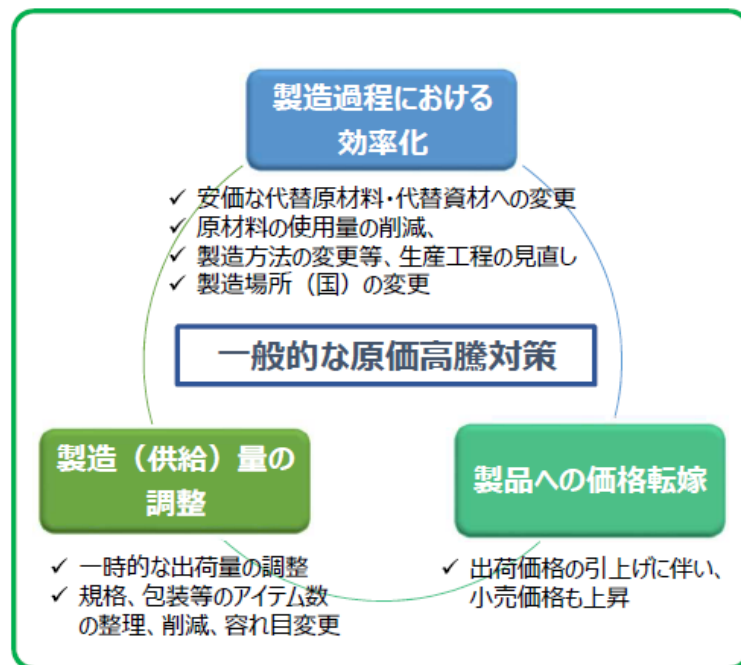 製造過程における
効率化
✓ 安価な代替原材料・代替資材への変更
✓ 原材料の使用量の削減、
✓ 製造方法の変更等、生産工程の見直し
✓ 製造場所（国）の変更
一般的な原価高騰対策
製造（供給）量の
調整
✓ 一時的な出荷量の調整
✓ 規格、包装等のアイテム数
の整理、削減、容れ目変更
製品への価格転嫁
✓ 出荷価格の引上げに伴い、
小売価格も上昇